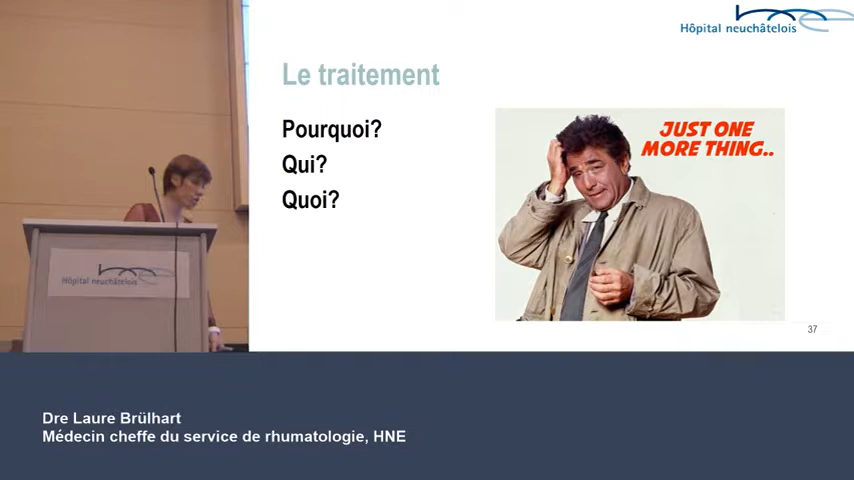 Hôpital neuchâtelois
Le traitement
Pourquoi?
Qui?
Quoi?
JUST ONE
MORE THING..
37
Hôpital neuchâtelois
Dre Laure Brülhart
Médecin cheffe du service de rhumatologie, HNE